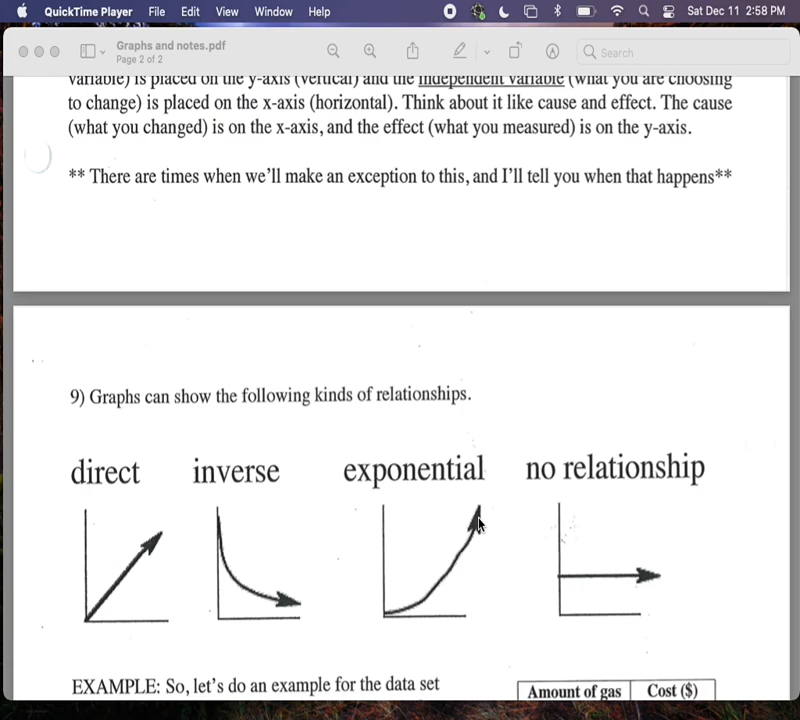 QuickTime Player File Edit View Window Help Sat Dec 11 2:58 PM
Graphs and notes.pdf
Page 2 of 2
Search
variable) is placed on the y-axis (vertical) and the independent variable (what you are choosing
to change) is placed on the x-axis (horizontal). Think about it like cause and effect. The cause
(what you changed) is on the x-axis, and the effect (what you measured) is on the y-axis.
** There are times when we'll make an exception to this, and I'll tell you when that happens**
9) Graphs can show the following kinds of relationships.
direct inverse exponential no relationship
EXAMPLE: So, let's do an example for the data set
Amount of gas Cost ($)